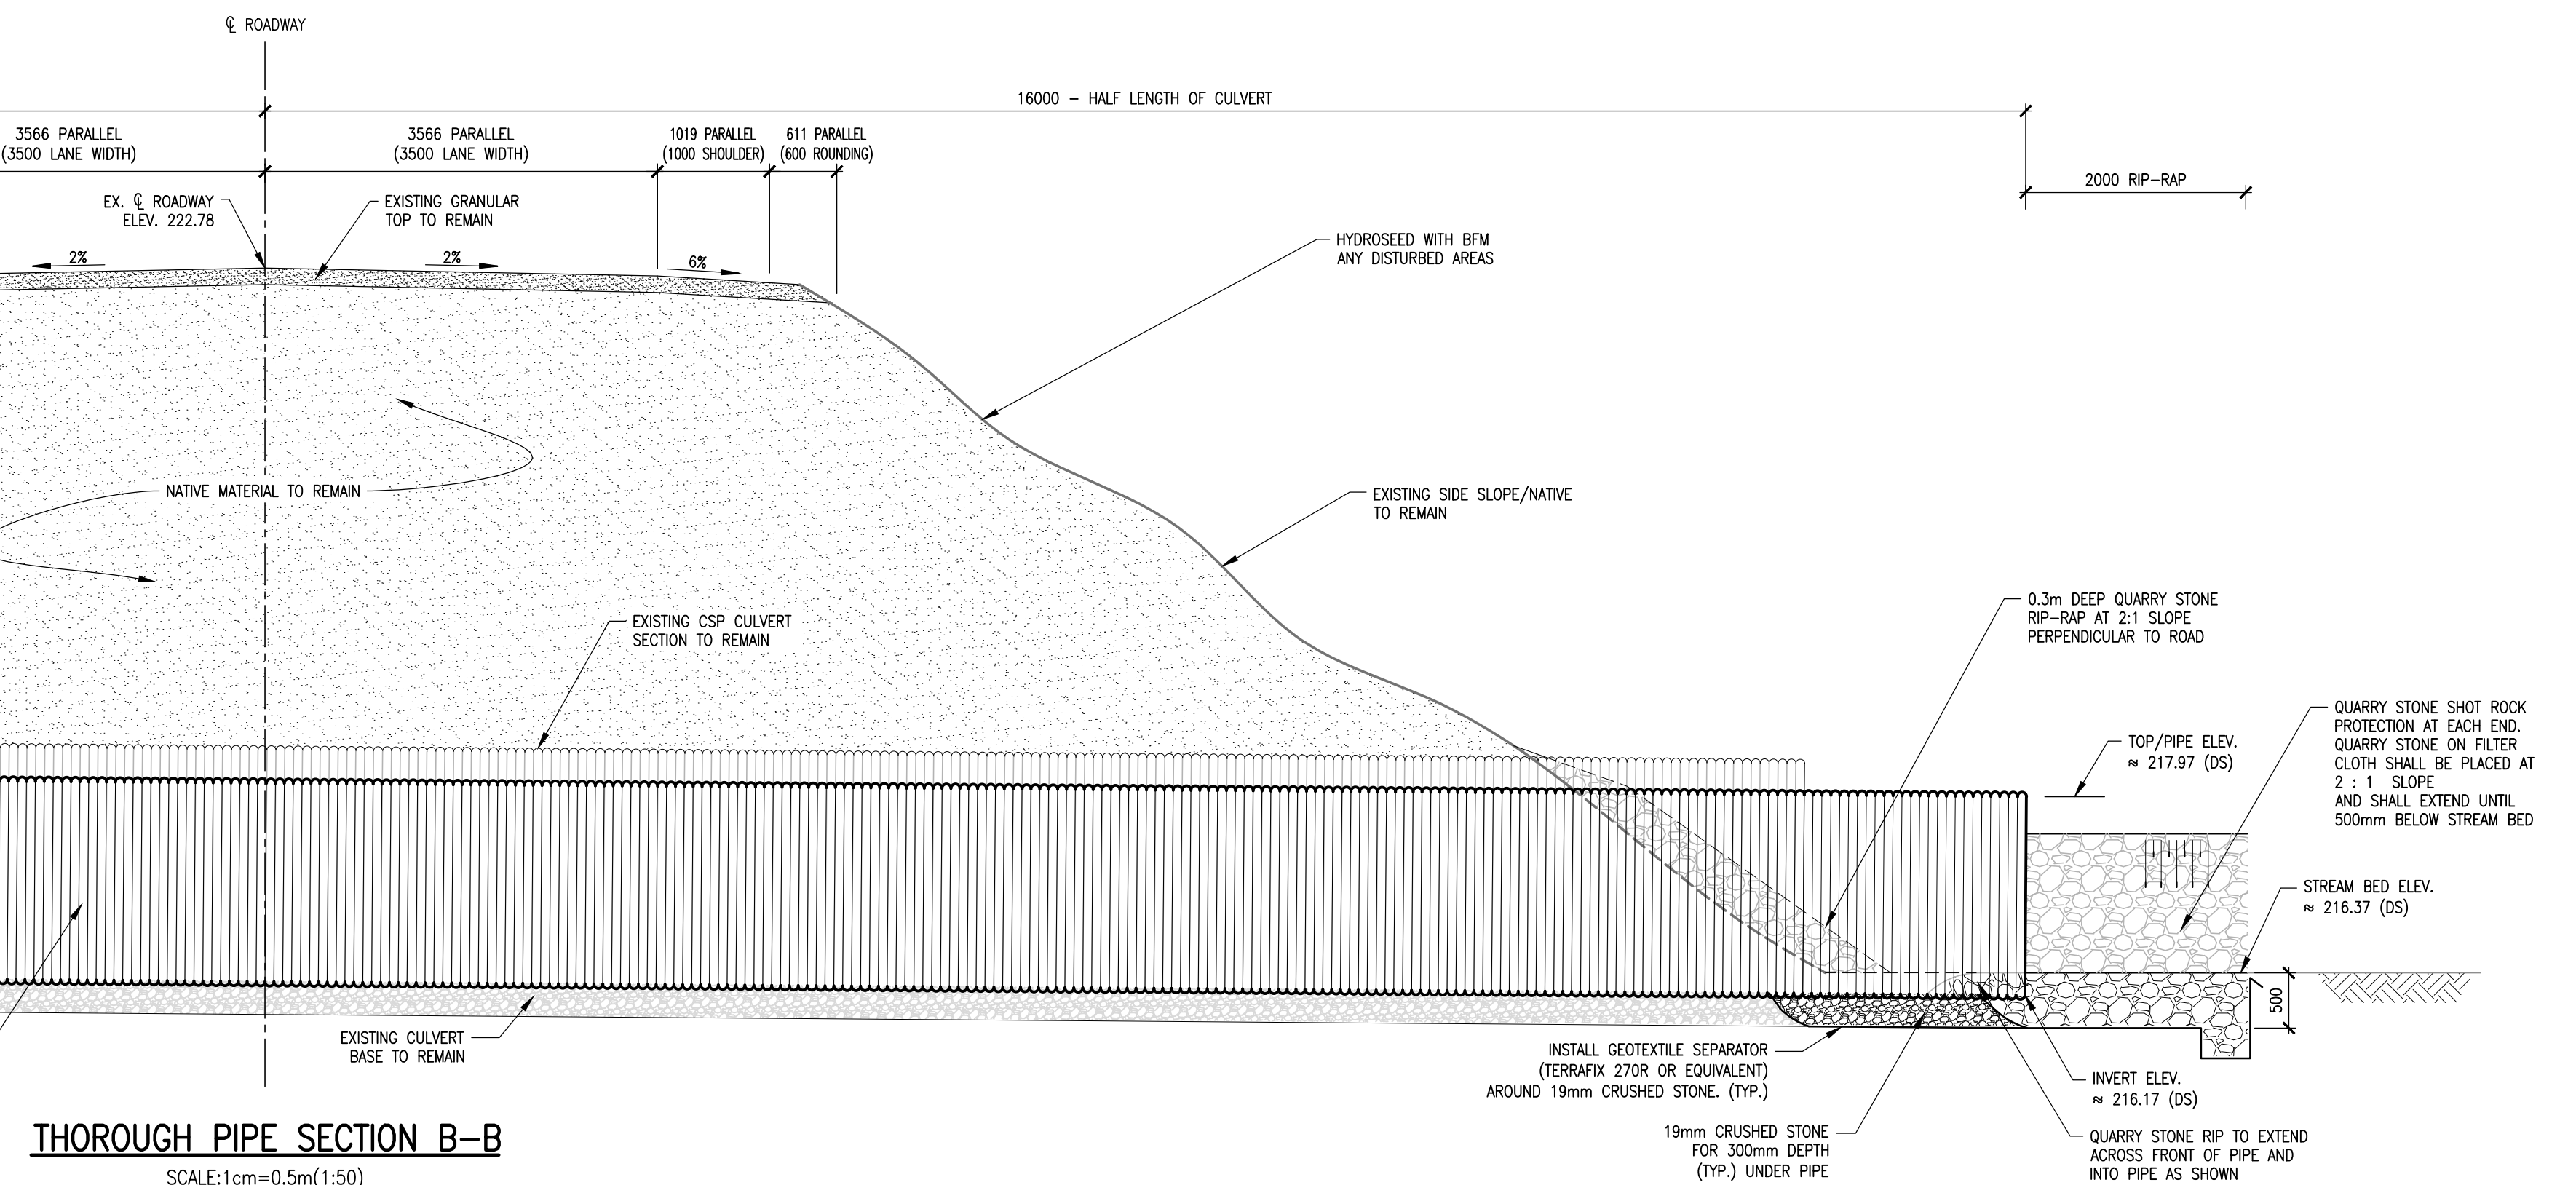 ℄ ROADWAY
16000 – HALF LENGTH OF CULVERT
3566 PARALLEL
(3500 LANE WIDTH)
3566 PARALLEL
(3500 LANE WIDTH)
1019 PARALLEL
(1000 SHOULDER)
611 PARALLEL
(600 ROUNDING)
2000 RIP-RAP
EX. ℄ ROADWAY
ELEV. 222.78
EXISTING GRANULAR
TOP TO REMAIN
2%
2%
6%
HYDROSEED WITH BFM
ANY DISTURBED AREAS
NATIVE MATERIAL TO REMAIN
EXISTING SIDE SLOPE/NATIVE
TO REMAIN
EXISTING CSP CULVERT
SECTION TO REMAIN
0.3m DEEP QUARRY STONE
RIP-RAP AT 2:1 SLOPE
PERPENDICULAR TO ROAD
QUARRY STONE SHOT ROCK
PROTECTION AT EACH END.
QUARRY STONE ON FILTER
CLOTH SHALL BE PLACED AT
2 : 1 SLOPE
AND SHALL EXTEND UNTIL
500mm BELOW STREAM BED
TOP/PIPE ELEV.
≈ 217.97 (DS)
STREAM BED ELEV.
≈ 216.37 (DS)
500
EXISTING CULVERT
BASE TO REMAIN
INSTALL GEOTEXTILE SEPARATOR
(TERRAFIX 270R OR EQUIVALENT)
AROUND 19mm CRUSHED STONE. (TYP.)
INVERT ELEV.
≈ 216.17 (DS)
19mm CRUSHED STONE
FOR 300mm DEPTH
(TYP.) UNDER PIPE
QUARRY STONE RIP TO EXTEND
ACROSS FRONT OF PIPE AND
INTO PIPE AS SHOWN
THOROUGH PIPE SECTION B-B
SCALE:1cm=0.5m(1:50)